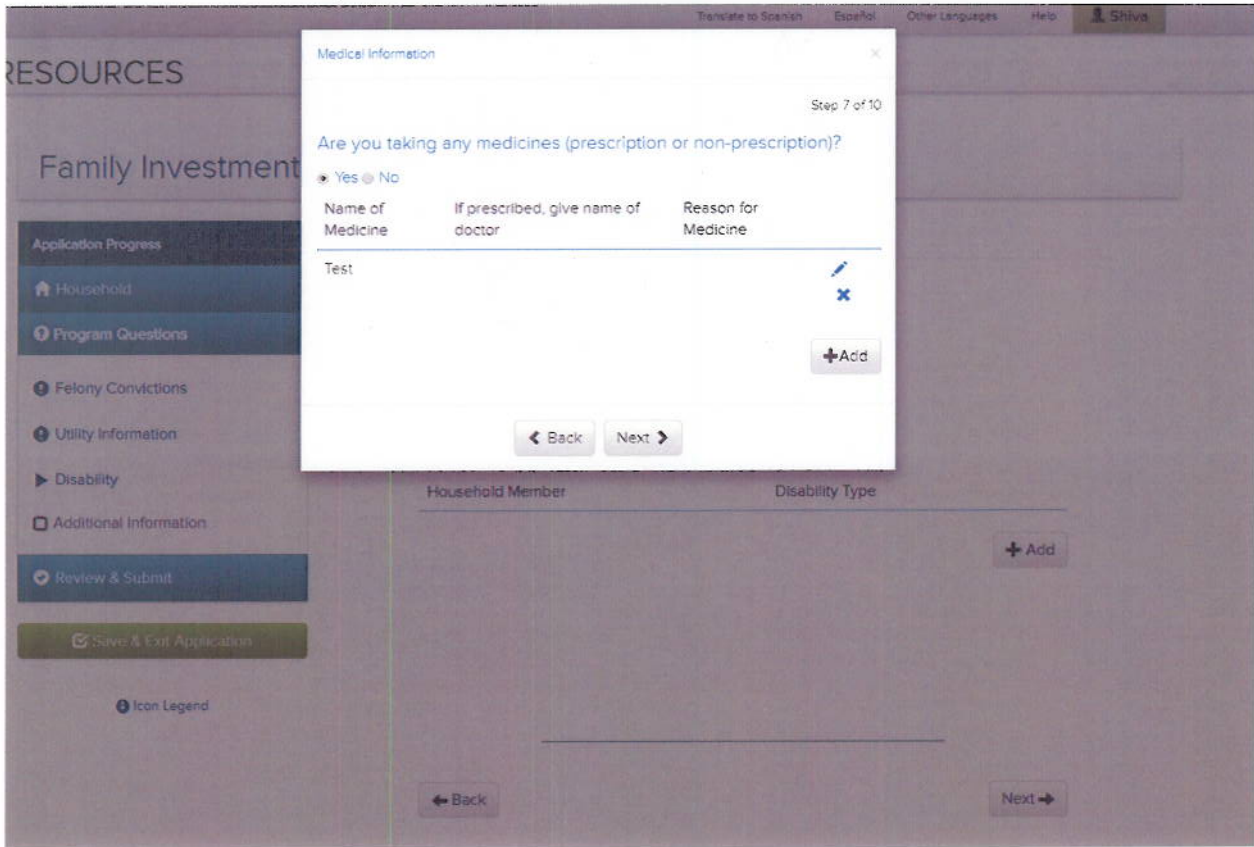 Translate to Spanish Español Other Languages Help Shiva
RESOURCES
Family Investment
Application Progress
Household
Program Questions
Felony Convictions
Utility Information
Disability
Additional Information
Review & Submit
Save & Exit Application
Icon Legend
Medical Information
Step 7 of 10
Are you taking any medicines (prescription or non-prescription)?
Yes No
Name of Medicine
If prescribed, give name of doctor
Reason for Medicine
Test
Add
Back Next
Household Member Disability Type
Add
Back Next